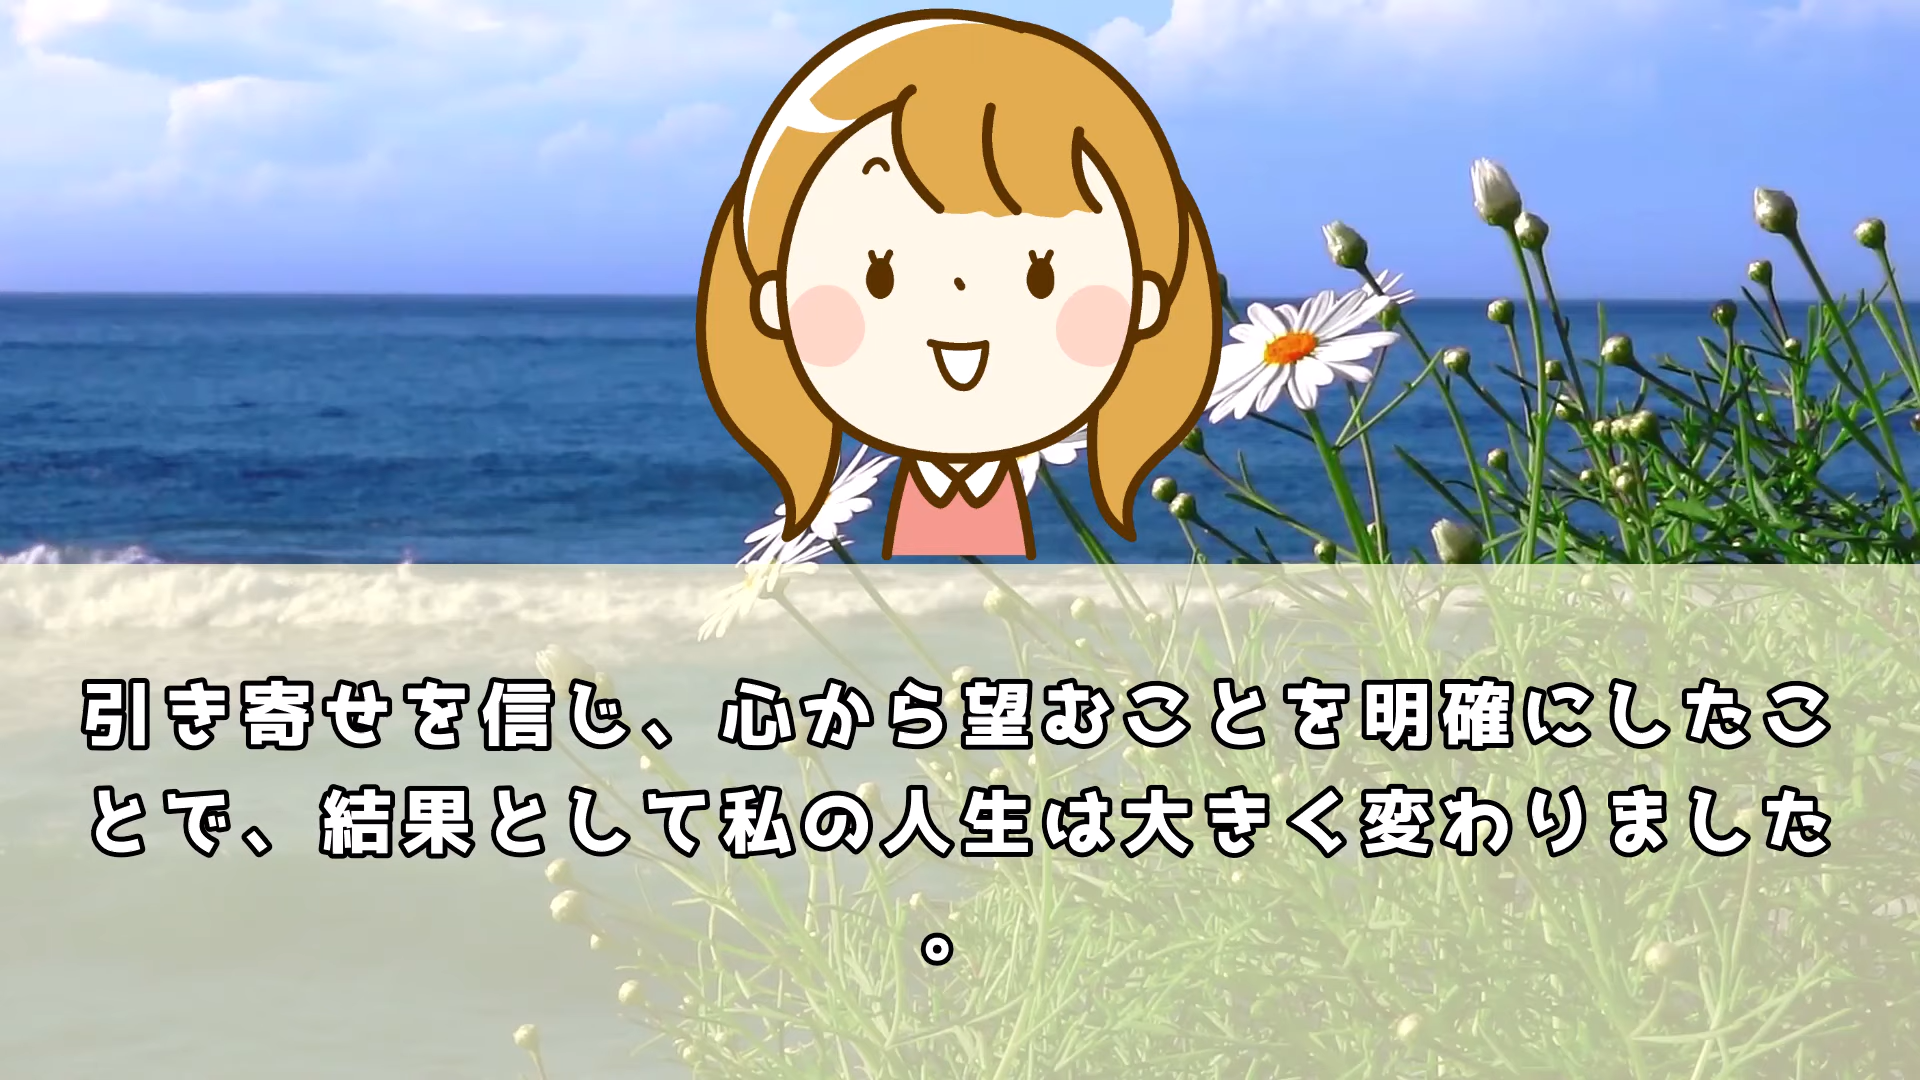 引き寄せを信じ、心から望むことを明確にしたこ
とで、結果として私の人生は大きく変わりました
。